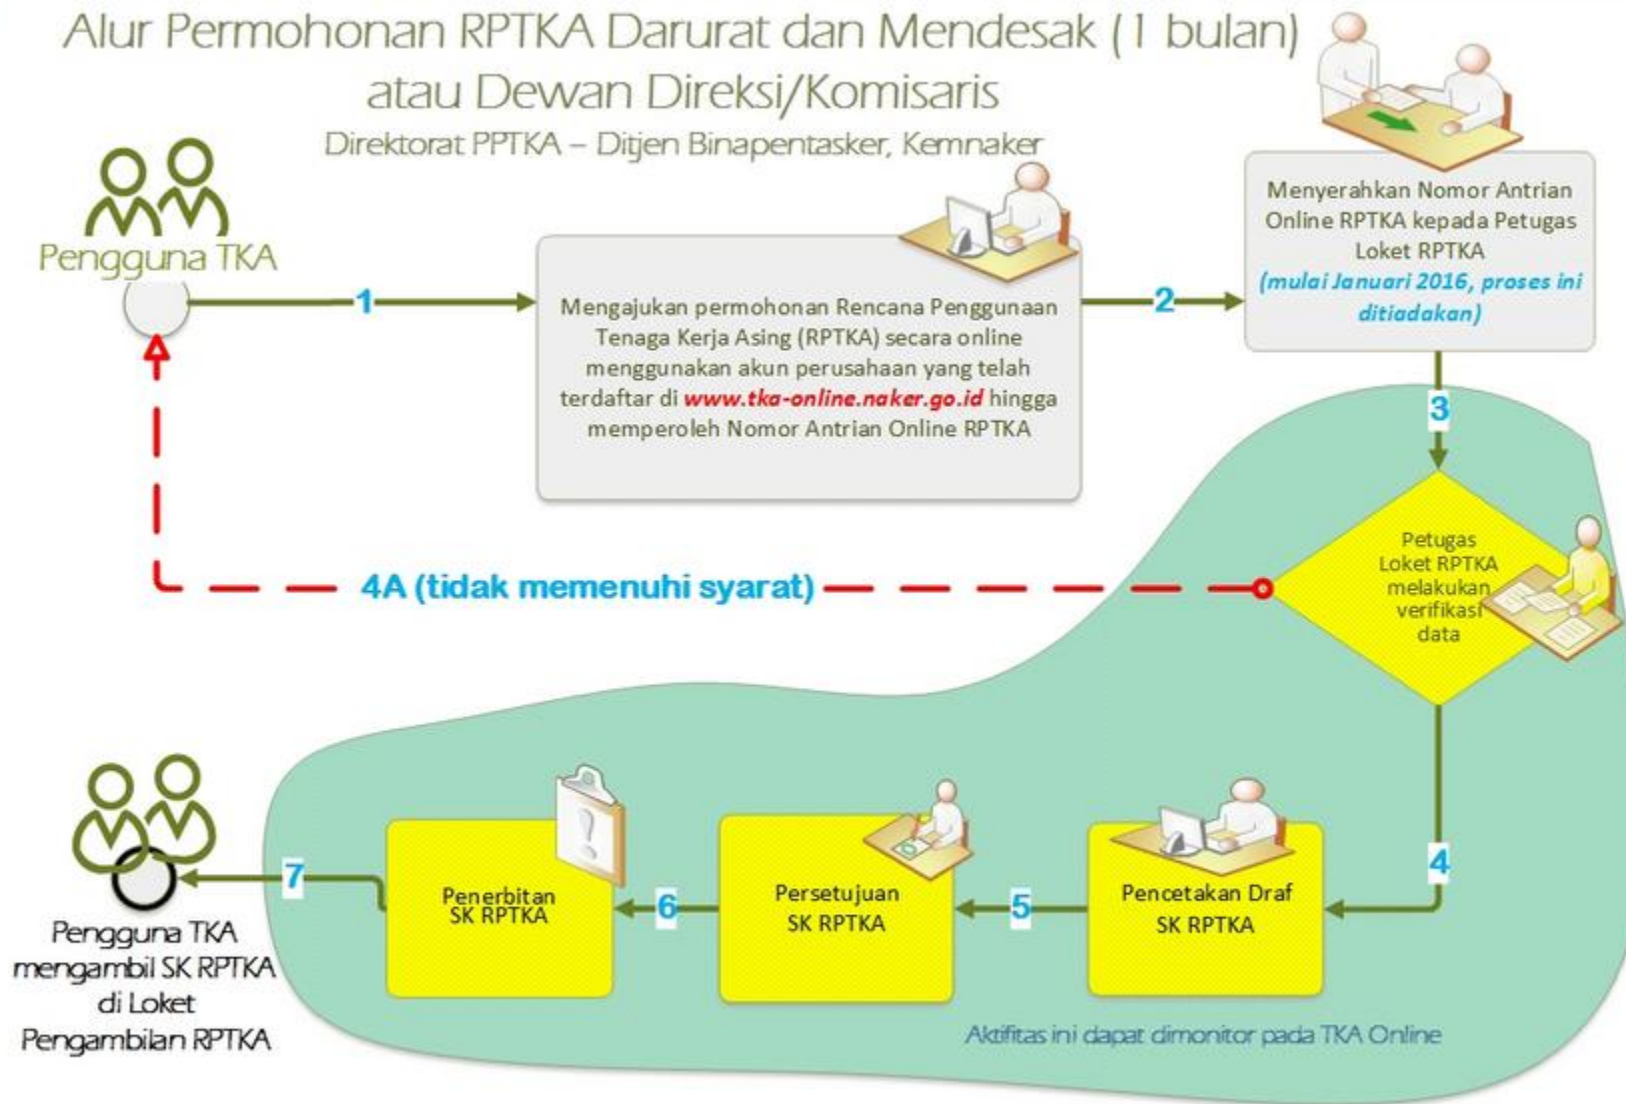 Alur Permohonan RPTKA Darurat dan Mendesak (1 bulan)
atau Dewan Direksi/Komisaris
Direktorat PPTKA – Ditjen Binapentasker, Kemnaker
Pengguna TKA
1
Mengajukan permohonan Rencana Penggunaan
Tenaga Kerja Asing (RPTKA) secara online
menggunakan akun perusahaan yang telah
terdaftar di www.tka-online.naker.go.id hingga
memperoleh Nomor Antrian Online RPTKA
2
Menyerahkan Nomor Antrian
Online RPTKA kepada Petugas
Loket RPTKA
(mulai Januari 2016, proses ini
ditiadakan)
3
Petugas
Loket RPTKA
melakukan
verifikasi
data
4A (tidak memenuhi syarat)
4
Pencetakan Draf
SK RPTKA
5
Persetujuan
SK RPTKA
6
Penerbitan
SK RPTKA
7
Pengguna TKA
mengambil SK RPTKA
di Loket
Pengambilan RPTKA
Aktifitas ini dapat dimonitor pada TKA Online